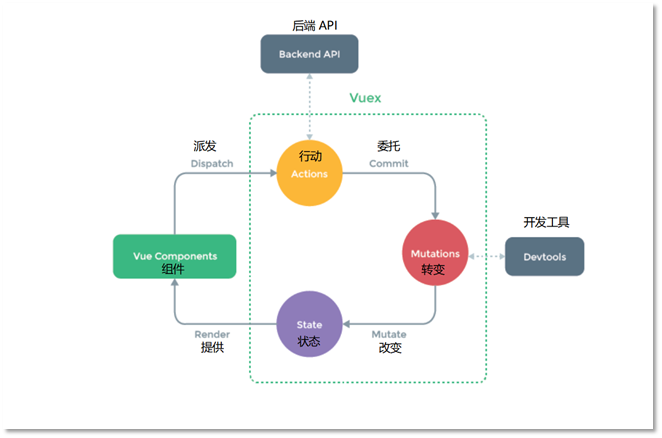 后端 API
Backend API
Vuex
派发
Dispatch
行动
Actions
委托
Commit
Vue Components
组件
Mutations
转变
开发工具
Devtools
State
状态
Render
提供
Mutate
改变